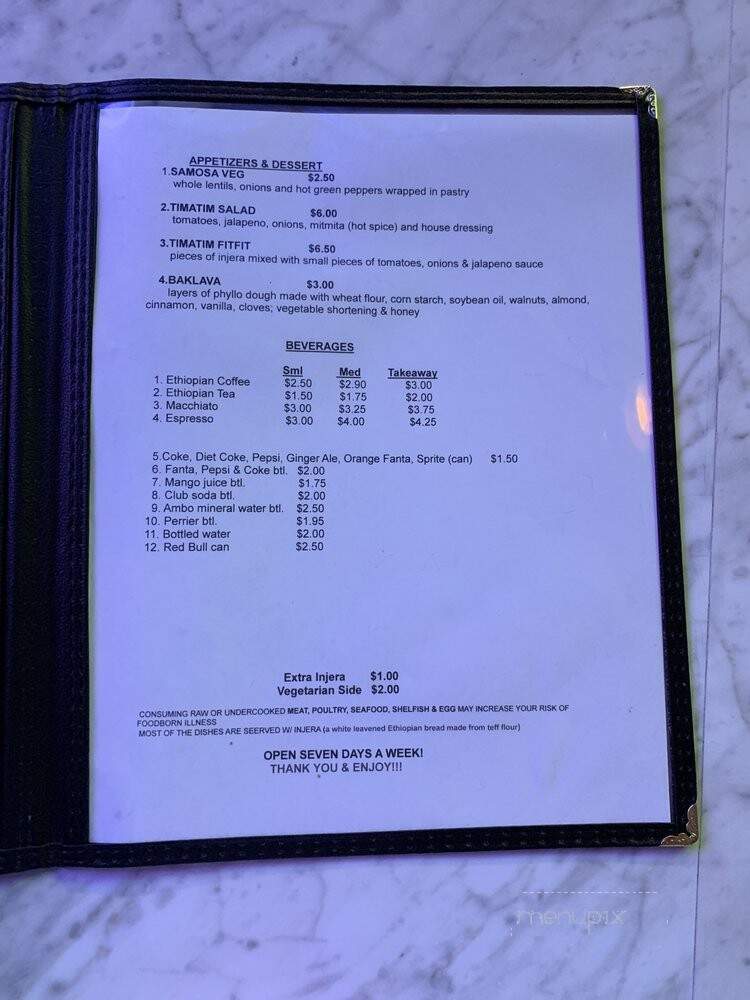 APPETIZERS & DESSERT
1.SAMOSA VEG $2.50
whole lentils, onions and hot green peppers wrapped in pastry
2.TIMATIM SALAD $6.00
tomatoes, jalapeno, onions, mitmita (hot spice) and house dressing
3.TIMATIM FITFIT $6.50
pieces of injera mixed with small pieces of tomatoes, onions & jalapeno sauce
4.BAKLAVA $3.00
layers of phyllo dough made with wheat flour, corn starch, soybean oil, walnuts, almond,
cinnamon, vanilla, cloves; vegetable shortening & honey
BEVERAGES
Sml Med Takeaway
1. Ethiopian Coffee $2.50 $2.90 $3.00
2. Ethiopian Tea $1.50 $1.75 $2.00
3. Macchiato $3.00 $3.25 $3.75
4. Espresso $3.00 $4.00 $4.25
5.Coke, Diet Coke, Pepsi, Ginger Ale, Orange Fanta, Sprite (can) $1.50
6. Fanta, Pepsi & Coke btl. $2.00
7. Mango juice btl. $1.75
8. Club soda btl. $2.00
9. Ambo mineral water btl. $2.50
10. Perrier btl. $1.95
11. Bottled water $2.00
12. Red Bull can $2.50
Extra Injera $1.00
Vegetarian Side $2.00
CONSUMING RAW OR UNDERCOOKED MEAT, POULTRY, SEAFOOD, SHELFISH & EGG MAY INCREASE YOUR RISK OF
FOODBORN ILLNESS
MOST OF THE DISHES ARE SEERVED W/ INJERA (a white leavened Ethiopian bread made from teff flour)
OPEN SEVEN DAYS A WEEK!
THANK YOU & ENJOY!!!
menupix